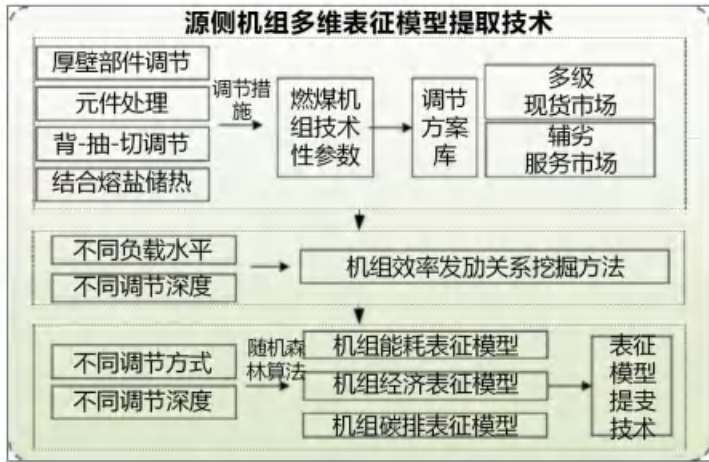 源侧机组多维表征模型提取技术
厚壁部件调节
元件处理
背-抽-切调节
结合熔盐储热
调节措
施
燃煤机
组技术
性参数
调节
方案
库
多级
现货市场
辅劣
服务市场
不同负载水平
不同调节深度
机组效率发劢关系挖掘方法
不同调节方式
不同调节深度
随机森
林算法
机组能耗表征模型
机组经济表征模型
机组碳排表征模型
表征
模型
提叏
技术